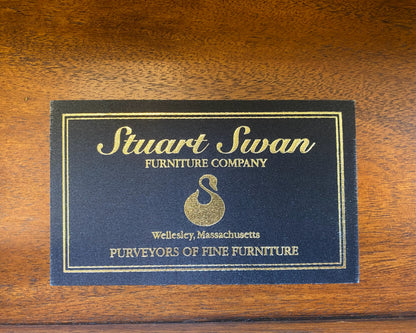 Stuart Swan
FURNITURE COMPANY
Wellesley, Massachusetts
PURVEYORS OF FINE FURNITURE